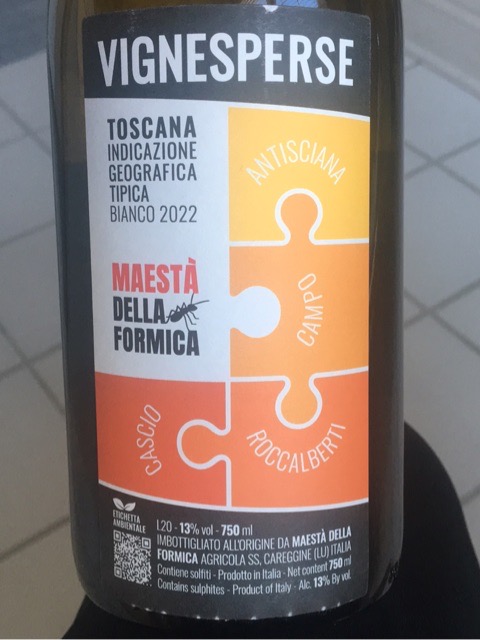 VIGNESPERSE
TOSCANA
INDICAZIONE
GEOGRAFICA
TIPICA
BIANCO 2022
MAESTÀ
DELLA
FORMICA
ANTISCIANA
CAMPO
CASCIO
ROCCALBERTI
ETICHETTA
AMBIENTALE
L20 - 13% vol - 750 ml
IMBOTTIGLIATO ALL'ORIGINE DA MAESTÀ DELLA
FORMICA AGRICOLA SS, CAREGGINE (LU) ITALIA
Contiene solfiti - Prodotto in Italia - Net content 750 ml
Contains sulphites - Product of Italy - Alc. 13% By vol.